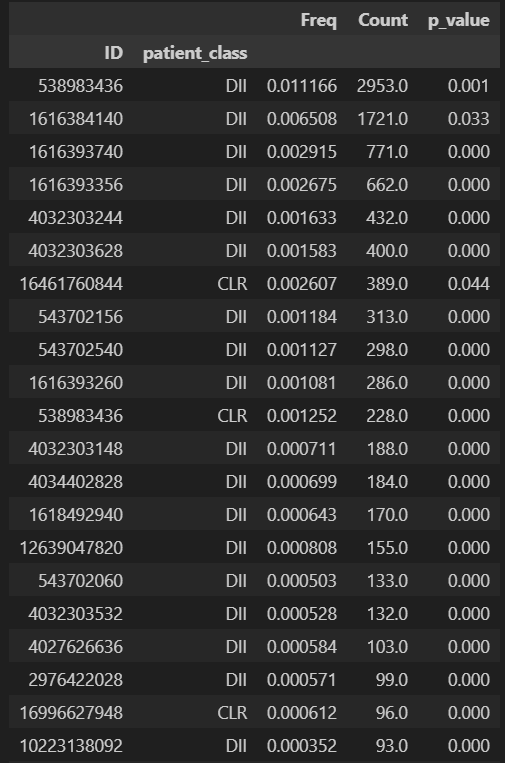 Freq Count p_value
ID patient_class
538983436 DII 0.011166 2953.0 0.001
1616384140 DII 0.006508 1721.0 0.033
1616393740 DII 0.002915 771.0 0.000
1616393356 DII 0.002675 662.0 0.000
4032303244 DII 0.001633 432.0 0.000
4032303628 DII 0.001583 400.0 0.000
16461760844 CLR 0.002607 389.0 0.044
543702156 DII 0.001184 313.0 0.000
543702540 DII 0.001127 298.0 0.000
1616393260 DII 0.001081 286.0 0.000
538983436 CLR 0.001252 228.0 0.000
4032303148 DII 0.000711 188.0 0.000
4034402828 DII 0.000699 184.0 0.000
1618492940 DII 0.000643 170.0 0.000
12639047820 DII 0.000808 155.0 0.000
543702060 DII 0.000503 133.0 0.000
4032303532 DII 0.000528 132.0 0.000
4027626636 DII 0.000584 103.0 0.000
2976422028 DII 0.000571 99.0 0.000
16996627948 CLR 0.000612 96.0 0.000
10223138092 DII 0.000352 93.0 0.000